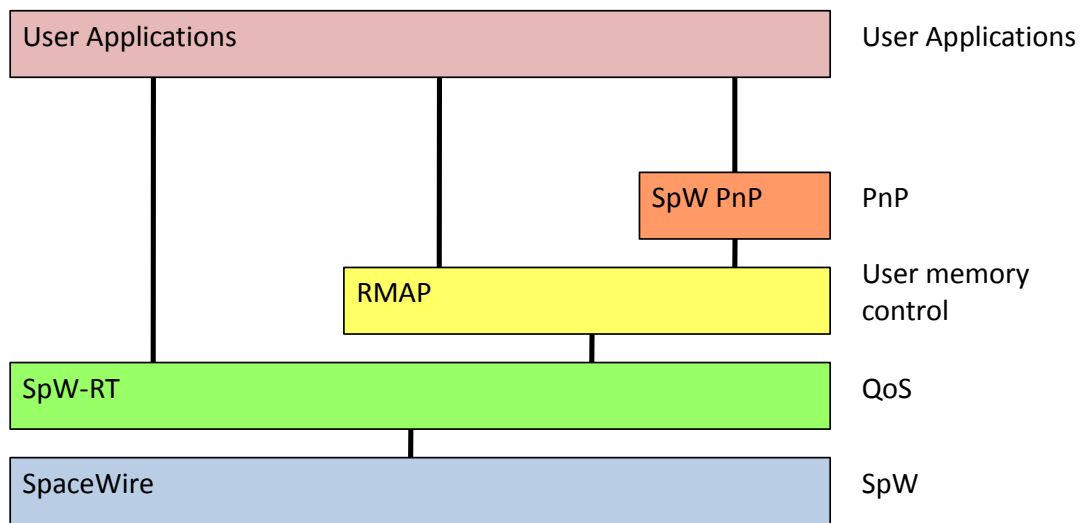 User Applications
User Applications
SpW PnP
PnP
RMAP
User memory
control
SpW-RT
QoS
SpaceWire
SpW